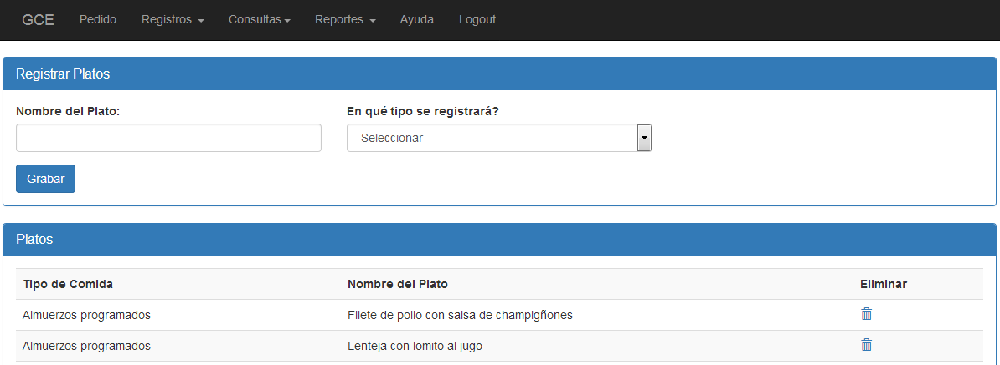 GCE Pedido Registros Consultas Reportes Ayuda Logout
Registrar Platos
Nombre del Plato: En qué tipo se registrará?
Seleccionar
Grabar
Platos
Tipo de Comida Nombre del Plato Eliminar
Almuerzos programados Filete de pollo con salsa de champigñones
Almuerzos programados Lenteja con lomito al jugo